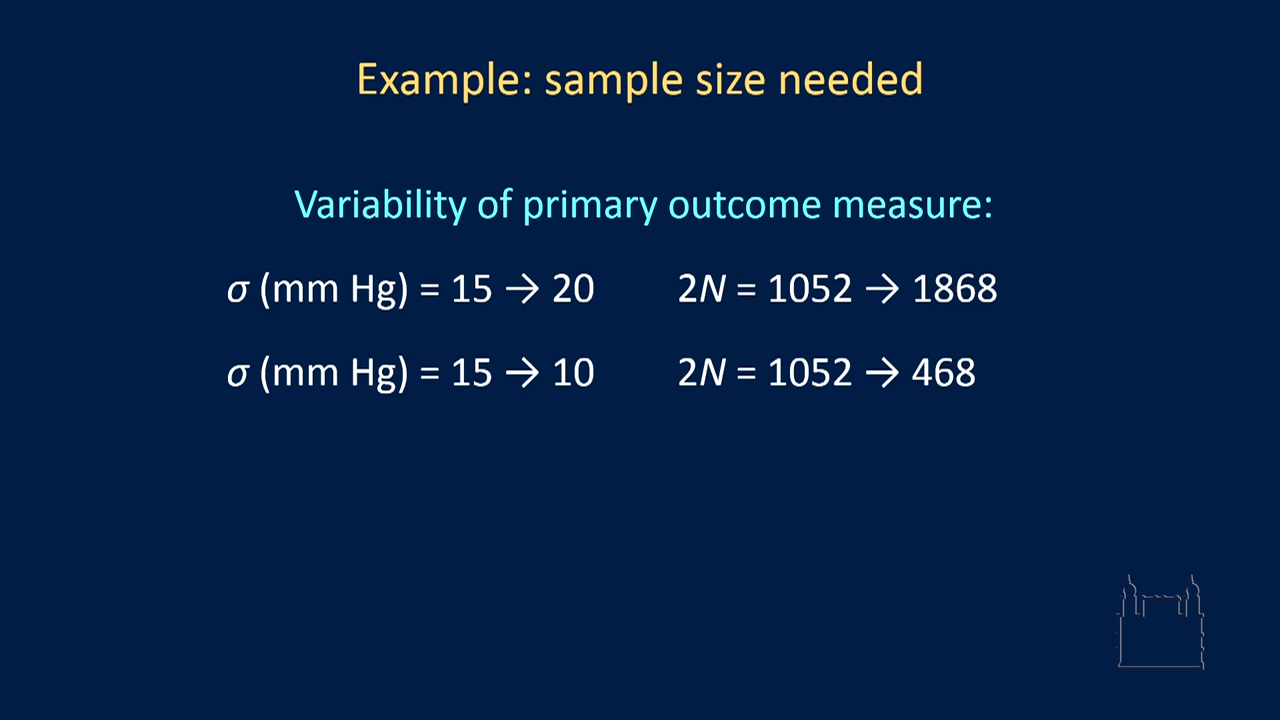 Example: sample size needed
Variability of primary outcome measure:
σ (mm Hg) = 15 → 20 2N = 1052 → 1868
σ (mm Hg) = 15 → 10 2N = 1052 → 468